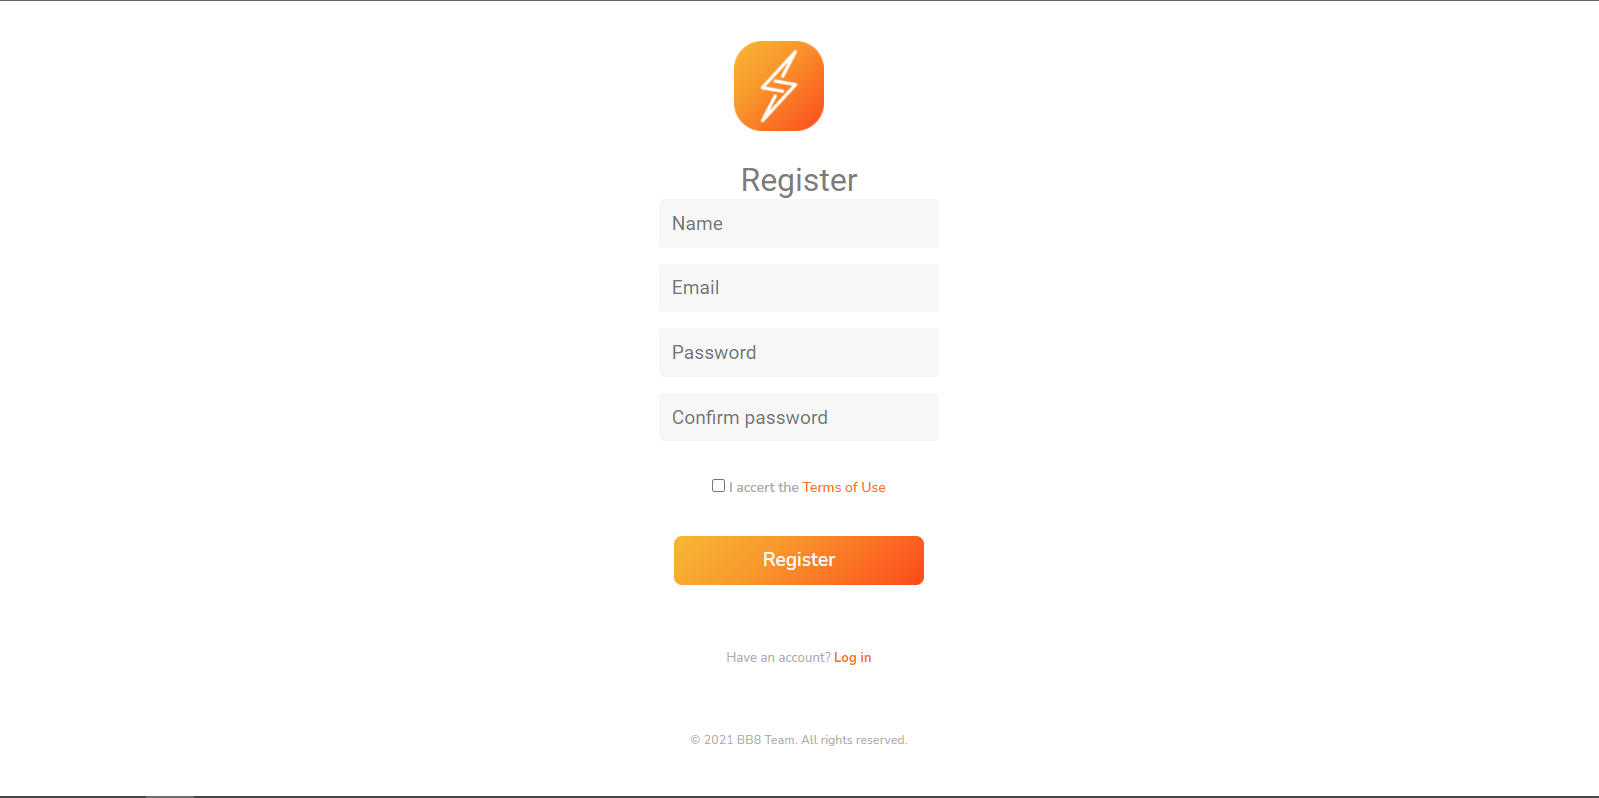 Register
Name
Email
Password
Confirm password
I accert the Terms of Use
Register
Have an account? Log in
© 2021 BB8 Team. All rights reserved.